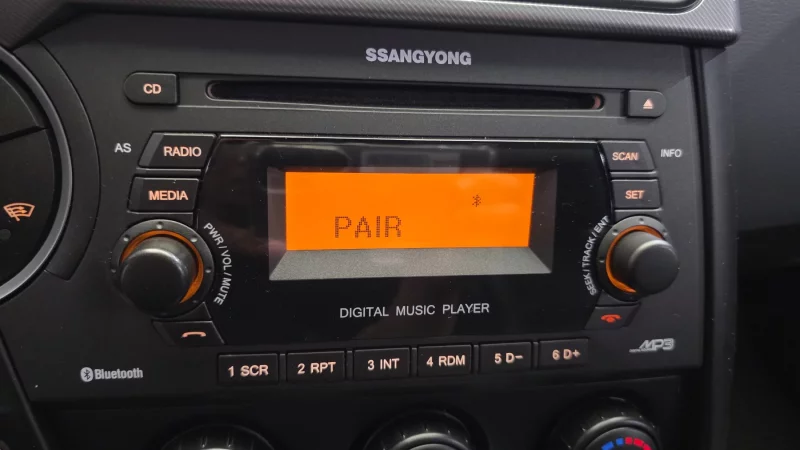 SSANGYONG
CD
AS
RADIO
SCAN
INFO
MEDIA
SET
PAIR
PWR/VOL/MUTE
SEEK/TRACK/ENT
DIGITAL MUSIC PLAYER
Bluetooth
MP3
1 SCR
2 RPT
3 INT
4 RDM
5 D-
6 D+